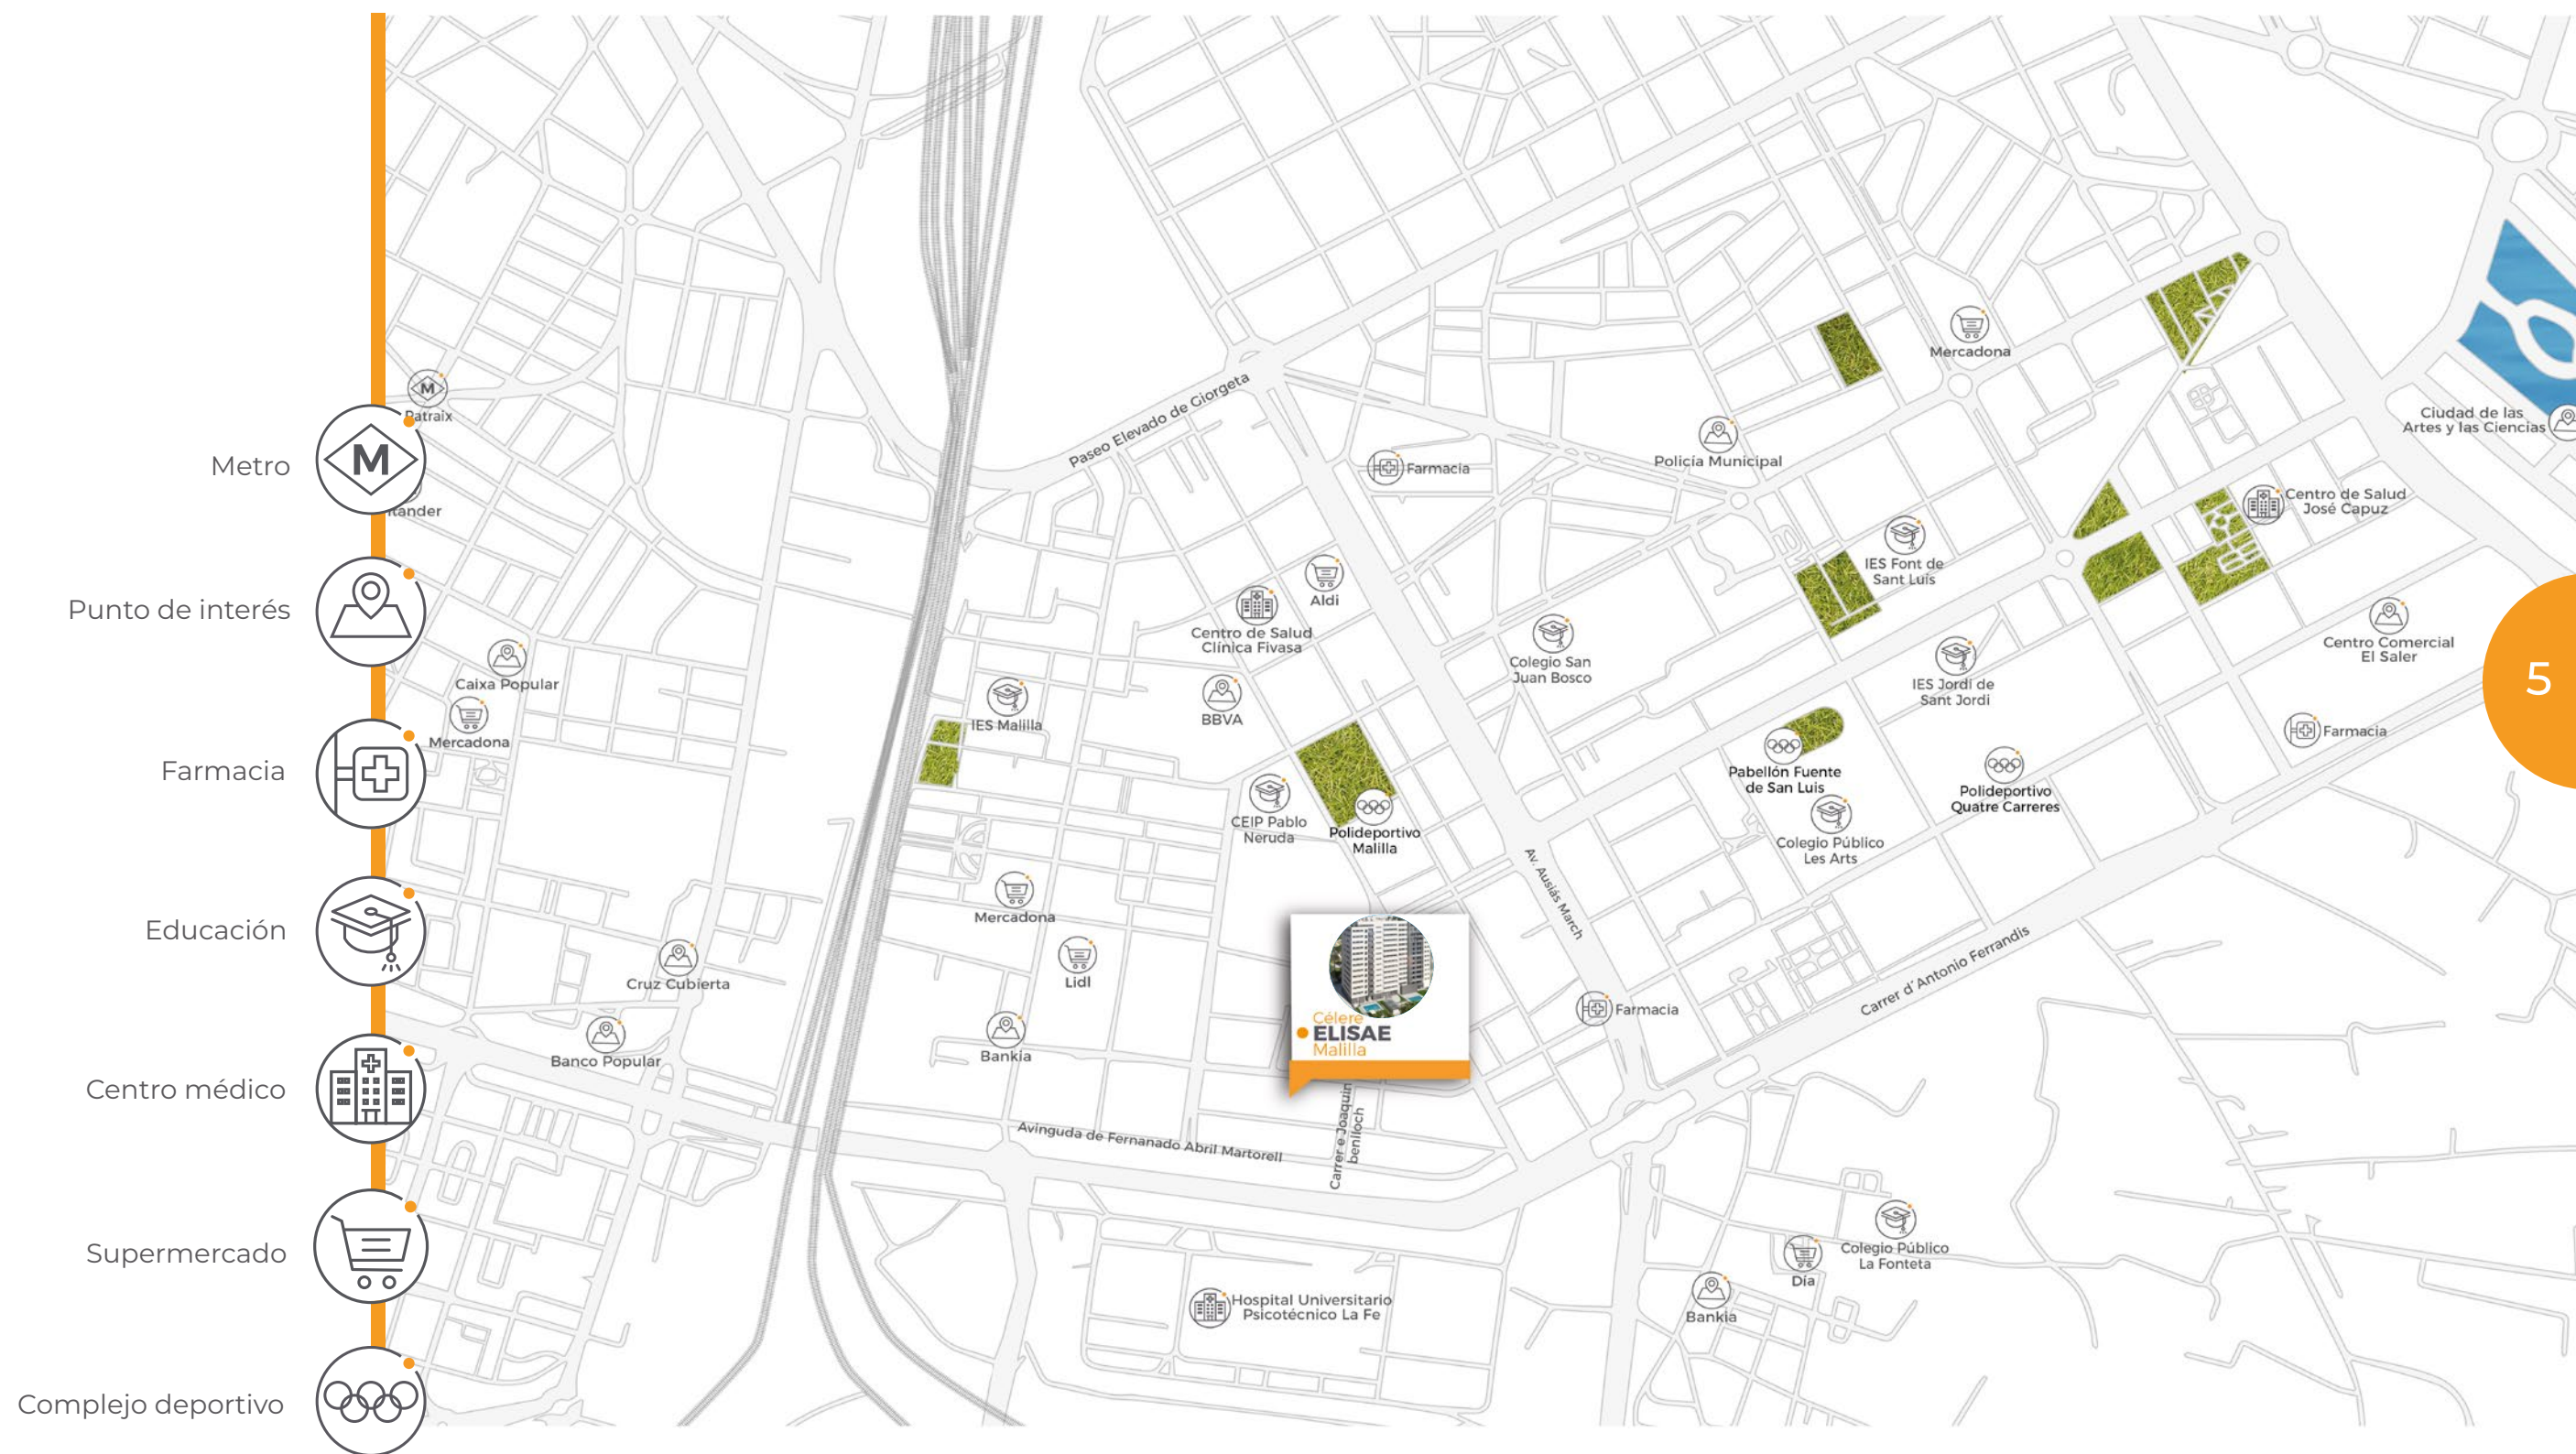 Metro
Punto de interés
Farmacia
Educación
Centro médico
Supermercado
Complejo deportivo
M
M
Patraix
tander
Caixa Popular
Mercadona
Cruz Cubierta
Banco Popular
Paseo Elevado de Giorgeta
Farmacia
Policía Municipal
Mercadona
Ciudad de las
Artes y las Ciencias
Centro de Salud
José Capuz
IES Font de
Sant Luís
Aldi
Centro de Salud
Clínica Fivasa
BBVA
IES Malilla
Colegio San
Juan Bosco
IES Jordi de
Sant Jordi
Centro Comercial
El Saler
5
Farmacia
Pabellón Fuente
de San Luis
Polideportivo
Quatre Carreres
Colegio Público
Les Arts
CEIP Pablo
Neruda
Polideportivo
Malilla
Av. Ausiás March
Mercadona
Lidl
Bankia
Célere
ELISAE
Malilla
Farmacia
Carrer d'Antonio Ferrandis
Avinguda de Fernanado Abril Martorell
Carrer e Joaquin
beniloch
Hospital Universitario
Psicotécnico La Fe
Colegio Público
La Fonteta
Día
Bankia